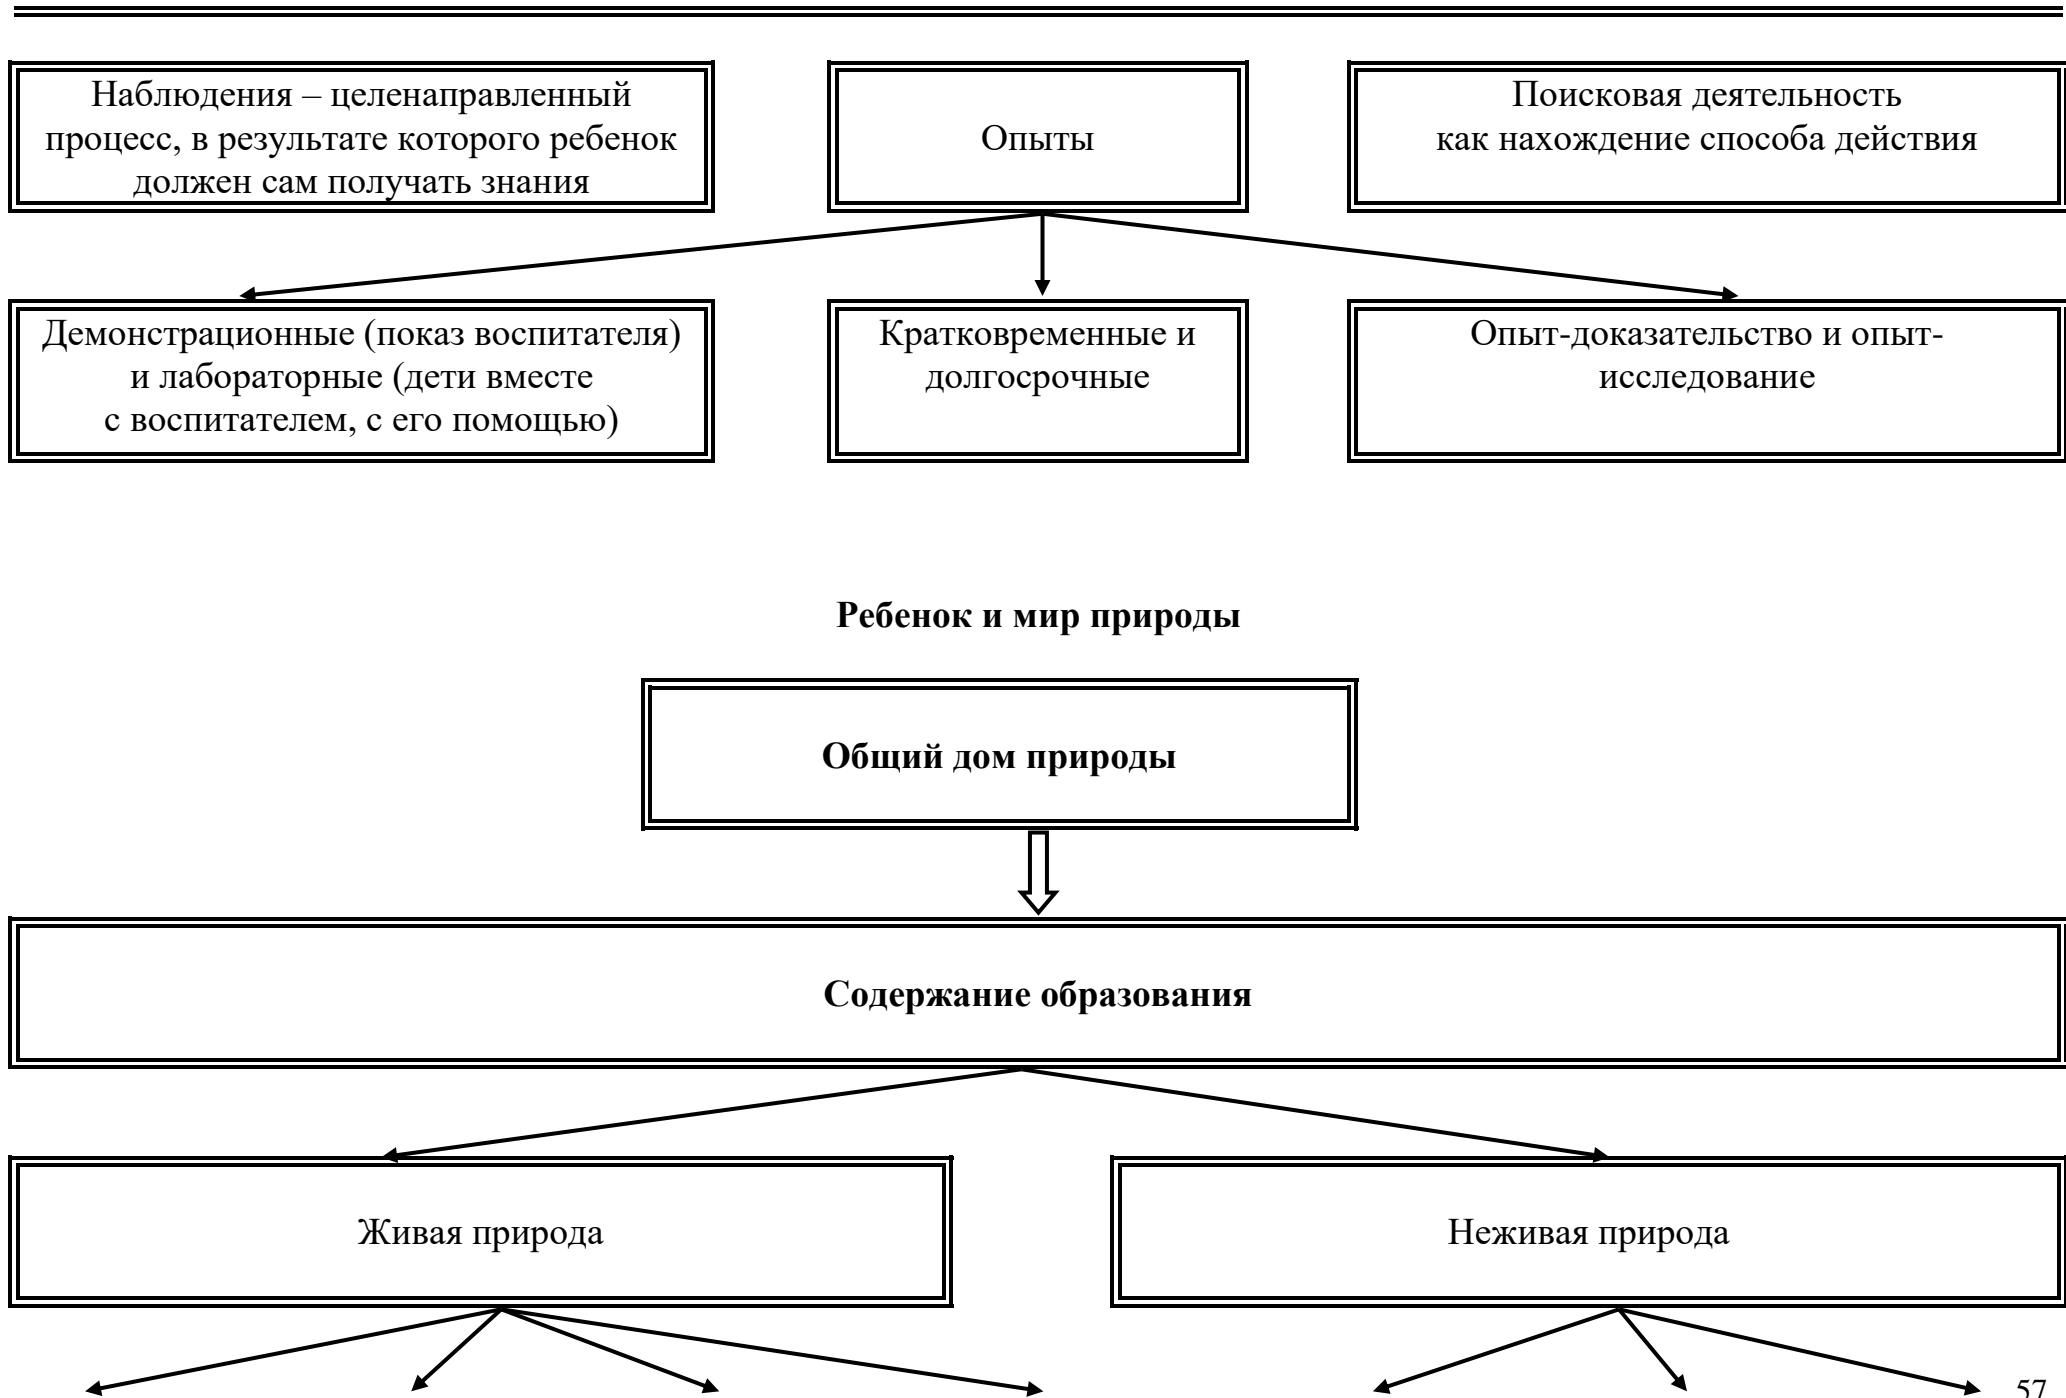 Наблюдения – целенаправленный
процесс, в результате которого ребенок
должен сам получать знания
Опыты
Поисковая деятельность
как нахождение способа действия
Демонстрационные (показ воспитателя)
и лабораторные (дети вместе
с воспитателем, с его помощью)
Кратковременные и
долгосрочные
Опыт-доказательство и опыт-
исследование
Ребенок и мир природы
Общий дом природы
Содержание образования
Живая природа
Неживая природа
57